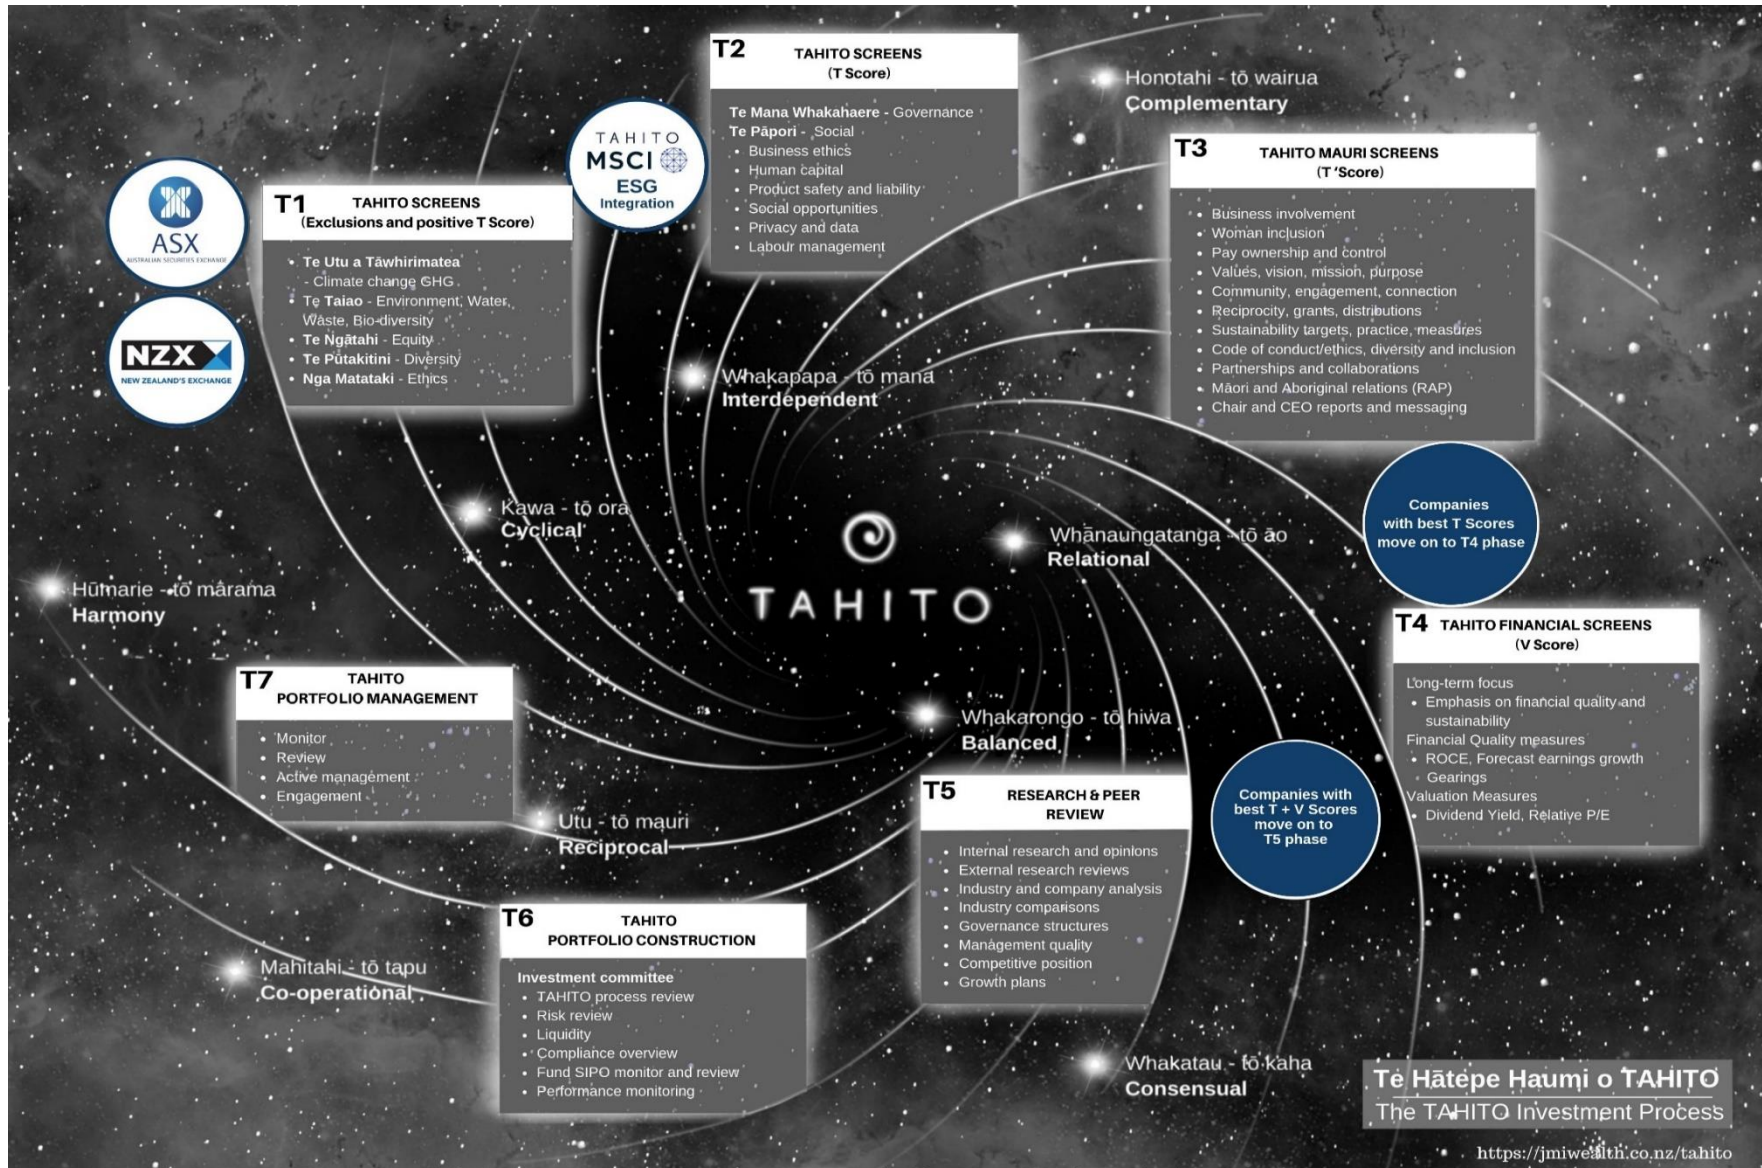 ASX
AUSTRALIAN SECURITIES EXCHANGE
NZX
NEW ZEALAND'S EXCHANGE
T1
TAHITO SCREENS
(Exclusions and positive T Score)
• Te Utu a Tāwhirimatea
- Climate change GHG
• Te Taiao - Environment, Water,
Waste, Bio-diversity
• Te Ngātahi - Equity
• Te Pūtakitini - Diversity
• Nga Matataki - Ethics
TAHITO
MSCI
ESG
Integration
T2
TAHITO SCREENS
(T Score)
Te Mana Whakahaere - Governance
Te Pāpori - Social
• Business ethics
• Human capital
• Product safety and liability
• Social opportunities
• Privacy and data
• Labour management
Honotahi - tō wairua
Complementary
T3
TAHITO MAURI SCREENS
(T 'Score)
• Business involvement
• Woman inclusion
• Pay ownership and control
• Values, vision, mission, purpose
• Community, engagement, connection
• Reciprocity, grants, distributions
• Sustainability targets, practice, measures
• Code of conduct/ethics, diversity and inclusion
• Partnerships and collaborations
• Māori and Aboriginal relations (RAP)
• Chair and CEO reports and messaging
Whakapapa - tō mana
Interdependent
Kawa - tō ora
Cyclical
Hūmarie - tō mārama
Harmony
TAHITO
Whānaungatanga - tō āo
Relational
Companies
with best T Scores
move on to T4 phase
T4
TAHITO FINANCIAL SCREENS
(V Score)
Long-term focus
• Emphasis on financial quality and
sustainability
Financial Quality measures
• ROCE, Forecast earnings growth
Gearings
Valuation Measures
• Dividend Yield, Relative P/E
Whakarongo - tō hiwa
Balanced
Companies with
best T + V Scores
move on to
T5 phase
T5
RESEARCH & PEER
REVIEW
• Internal research and opinions
• External research reviews
• Industry and company analysis
• Industry comparisons
• Governance structures
• Management quality
• Competitive position
• Growth plans
T7
TAHITO
PORTFOLIO MANAGEMENT
• Monitor
• Review
• Active management
• Engagement
Utu - tō mauri
Reciprocal
T6
TAHITO
PORTFOLIO CONSTRUCTION
Investment committee
• TAHITO process review
• Risk review
• Liquidity
• Compliance overview
• Fund SIPO monitor and review
• Performance monitoring
Mahitahi - tō tapu
Co-operational
Whakatau - tō kaha
Consensual
Te Hātepe Haumi o TAHITO
The TAHITO Investment Process
https://jmiwealth.co.nz/tahito